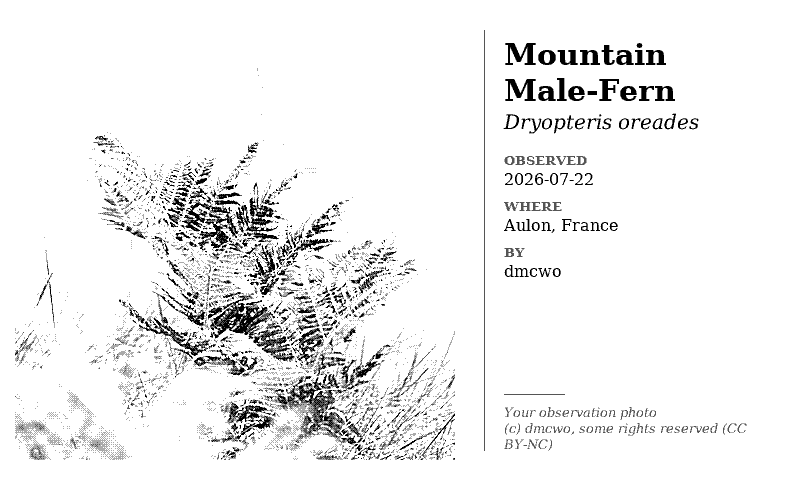 Mountain
Male-Fern
Dryopteris oreades
OBSERVED
2026-07-22
WHERE
Aulon, France
BY
dmcwo
Your observation photo
(c) dmcwo, some rights reserved (CC
BY-NC)